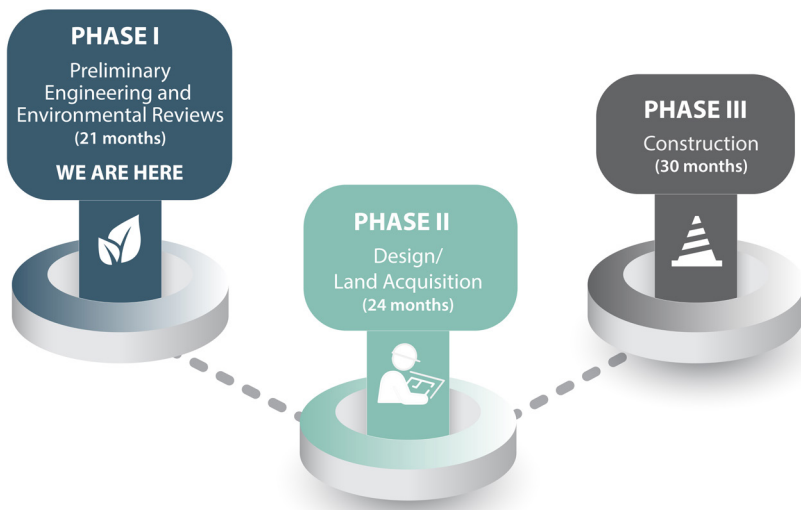 PHASE I
Preliminary
Engineering and
Environmental Reviews
(21 months)
WE ARE HERE
PHASE II
Design/
Land Acquisition
(24 months)
PHASE III
Construction
(30 months)